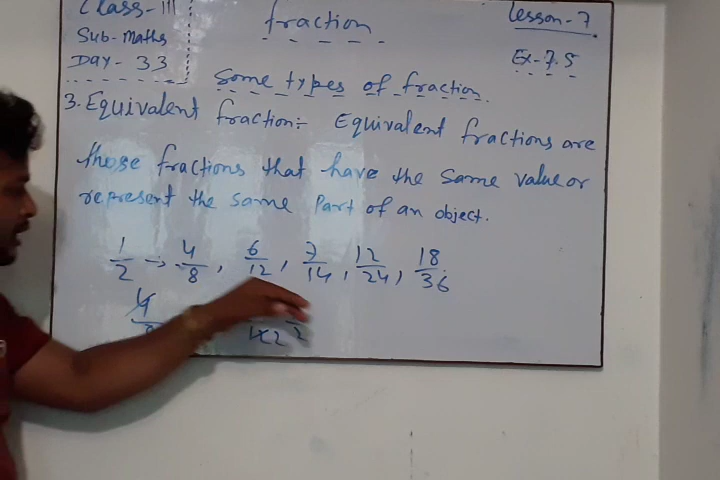 Class-III
fraction
Lesson-7
Sub-Maths
Ex-7.5
Day-33
Some types of fraction.
3. Equivalent fraction:- Equivalent fractions are
those fractions that have the same value or
represent the same Part of an object.
1/2 → 4/8, 6/12, 7/14, 12/24, 18/36
4